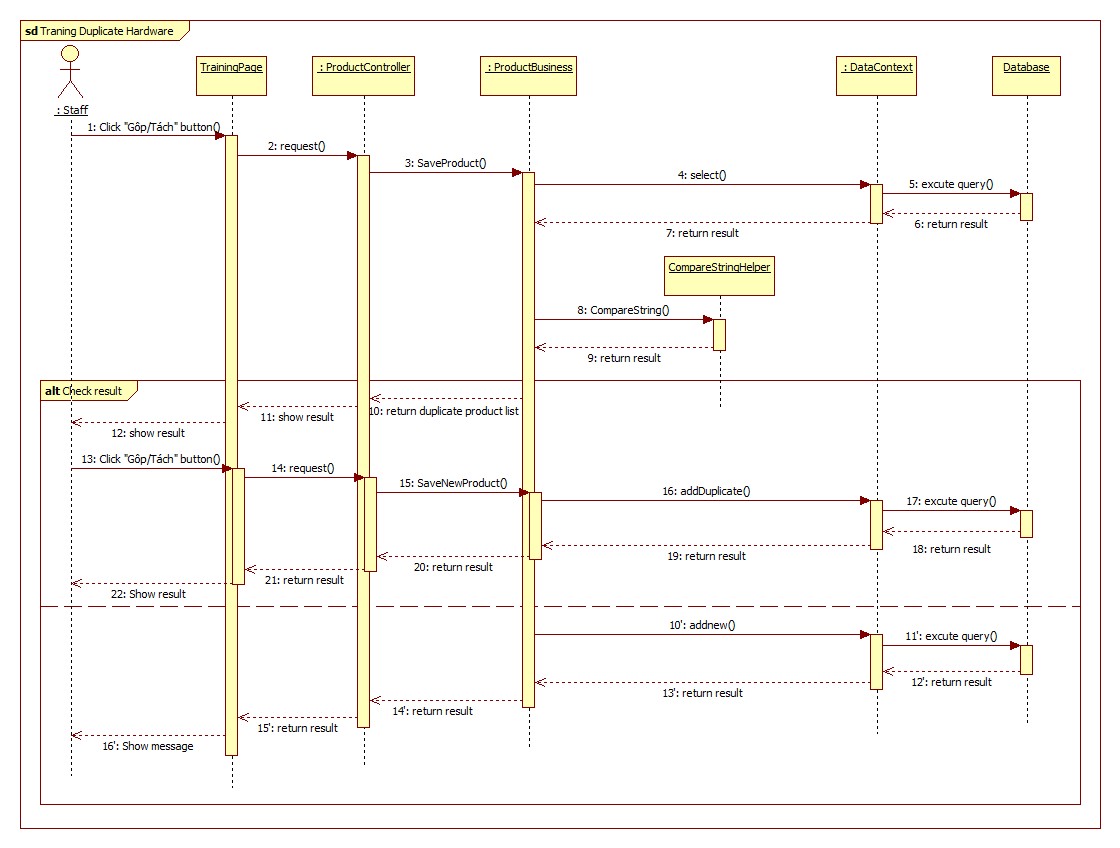 sd Traning Duplicate Hardware
: Staff
TrainingPage
: ProductController
: ProductBusiness
: DataContext
Database
1: Click "Gôp/Tách" button()
2: request()
3: SaveProduct()
4: select()
5: excute query()
6: return result
7: return result
CompareStringHelper
8: CompareString()
9: return result
alt Check result
10: return duplicate product list
11: show result
12: show result
13: Click "Gôp/Tách" button()
14: request()
15: SaveNewProduct()
16: addDuplicate()
17: excute query()
18: return result
19: return result
20: return result
21: return result
22: Show result
10': addnew()
11': excute query()
12': return result
13': return result
14': return result
15': return result
16': Show message